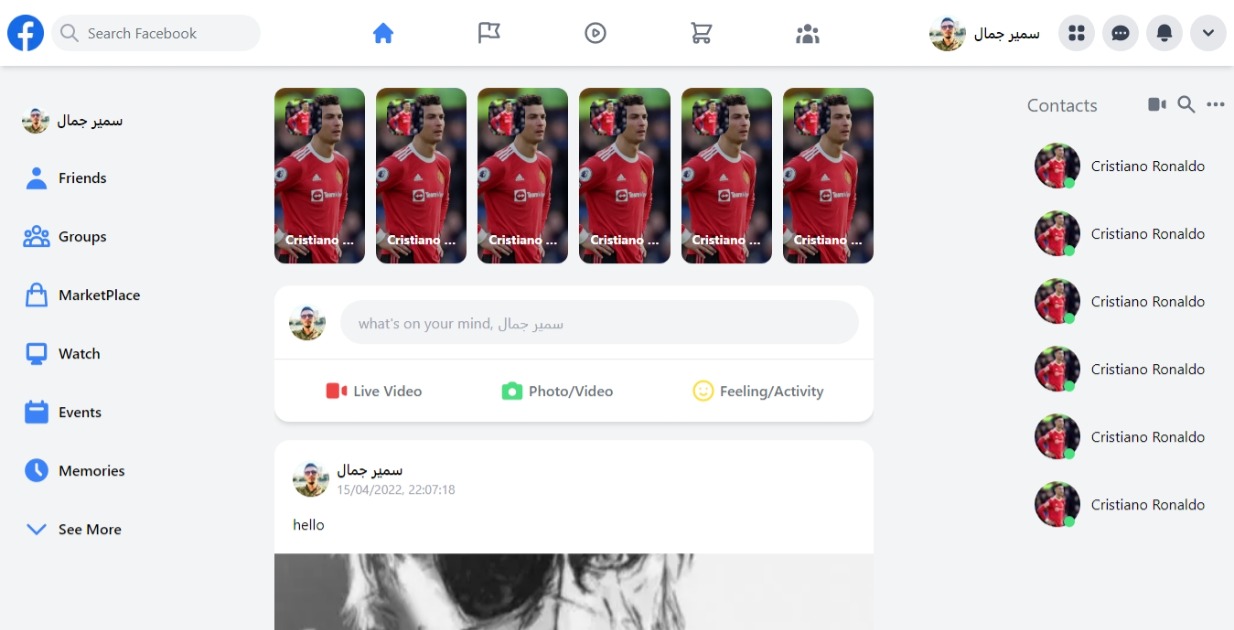 Search Facebook
سمير جمال
سمير جمال
Friends
Groups
MarketPlace
Watch
Events
Memories
See More
Cristiano ...
Cristiano ...
Cristiano ...
Cristiano ...
Cristiano ...
Cristiano ...
what's on your mind, سمير جمال
Live Video
Photo/Video
Feeling/Activity
سمير جمال
15/04/2022, 22:07:18
hello
Contacts
Cristiano Ronaldo
Cristiano Ronaldo
Cristiano Ronaldo
Cristiano Ronaldo
Cristiano Ronaldo
Cristiano Ronaldo